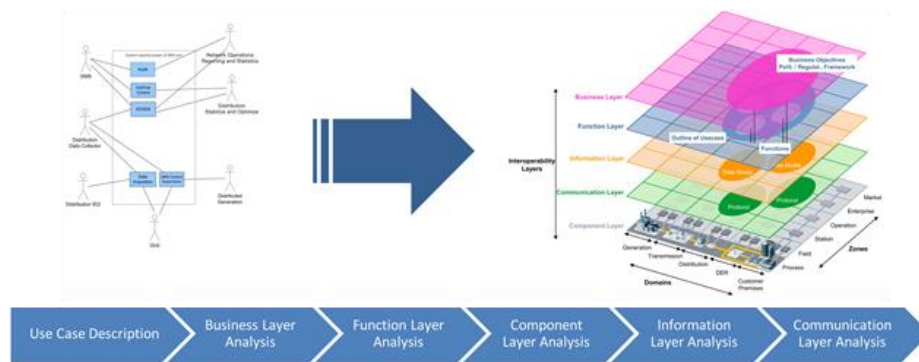 Network Operations
Reporting and Statistics
DMS
Distribution
Stabilize and Optimize
Distribution
Data Collector
Data
Distribution IED
Distributed
Generation
Grid
Business Objectives
Polit. / Regulat.. Framework
Business Layer
Function Layer
Outline of Usecase
Functions
Interoperability
Layers
Information Layer
Data Model
Data Model
Communication Layer
Protocol
Protocol
Component Layer
Market
Enterprise
Operation
Station
Field
Process
Zones
Generation
Transmission
Distribution
DER
Customer
Premises
Domains
Use Case Description
Business Layer
Analysis
Function Layer
Analysis
Component
Layer Analysis
Information
Layer Analysis
Communication
Layer Analysis